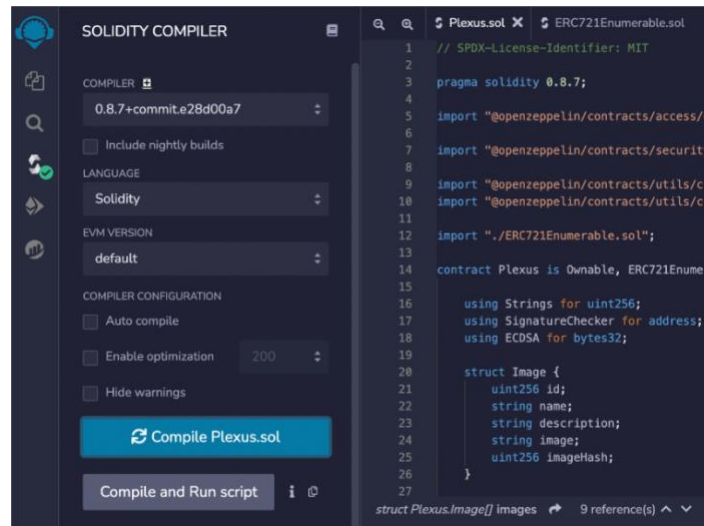 SOLIDITY COMPILER
COMPILER
0.8.7+commit.e28d00a7
Include nightly builds
LANGUAGE
Solidity
EVM VERSION
default
COMPILER CONFIGURATION
Auto compile
Enable optimization 200
Hide warnings
Compile Plexus.sol
Compile and Run script
Plexus.sol ERC721Enumerable.sol
1 // SPDX-License-Identifier: MIT
2
3 pragma solidity 0.8.7;
4
5 import "@openzeppelin/contracts/access/
6
7 import "@openzeppelin/contracts/securit
8
9 import "@openzeppelin/contracts/utils/c
10 import "@openzeppelin/contracts/utils/c
11
12 import "./ERC721Enumerable.sol";
13
14 contract Plexus is Ownable, ERC721Enume
15
16 using Strings for uint256;
17 using SignatureChecker for address;
18 using ECDSA for bytes32;
19
20 struct Image {
21 uint256 id;
22 string name;
23 string description;
24 string image;
25 uint256 imageHash;
26 }
27
struct Plexus.Image[] images 9 reference(s)